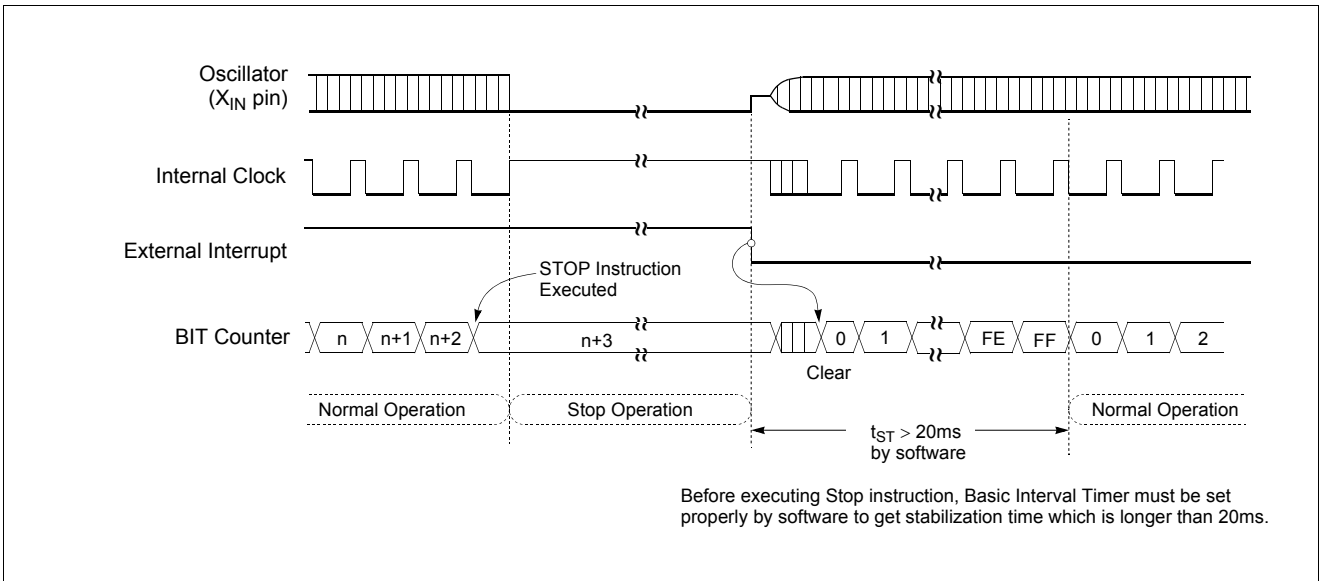 Oscillator
(XIN pin)
Internal Clock
External Interrupt
STOP Instruction
Executed
BIT Counter
n n+1 n+2 n+3 0 1 FE FF 0 1 2
Clear
Normal Operation Stop Operation Normal Operation
tST > 20ms
by software
Before executing Stop instruction, Basic Interval Timer must be set
properly by software to get stabilization time which is longer than 20ms.